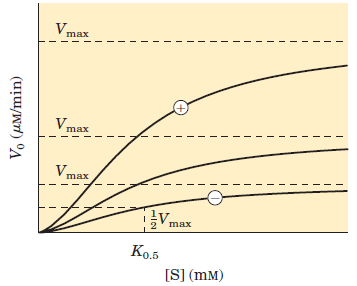 Vmax
+
Vmax
Vmax
−
½Vmax
V0 (μM/min)
K0.5
[S] (mM)